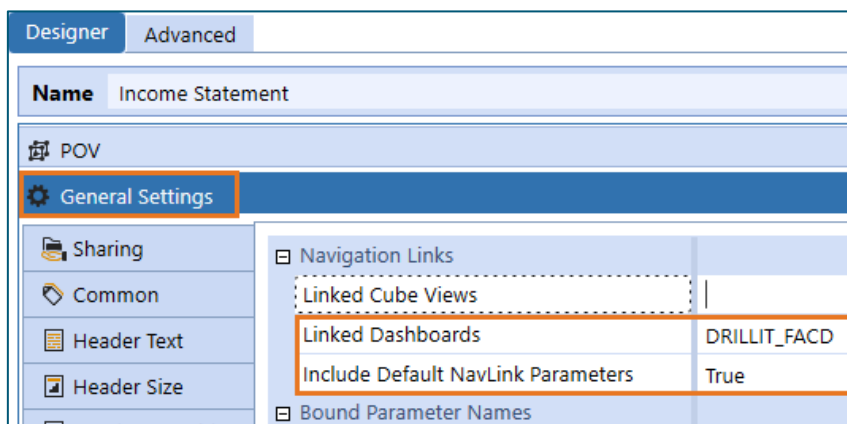 Designer Advanced
Name Income Statement
POV
General Settings
Sharing
Common
Header Text
Header Size
Navigation Links
Linked Cube Views
Linked Dashboards DRILLIT_FACD
Include Default NavLink Parameters True
Bound Parameter Names